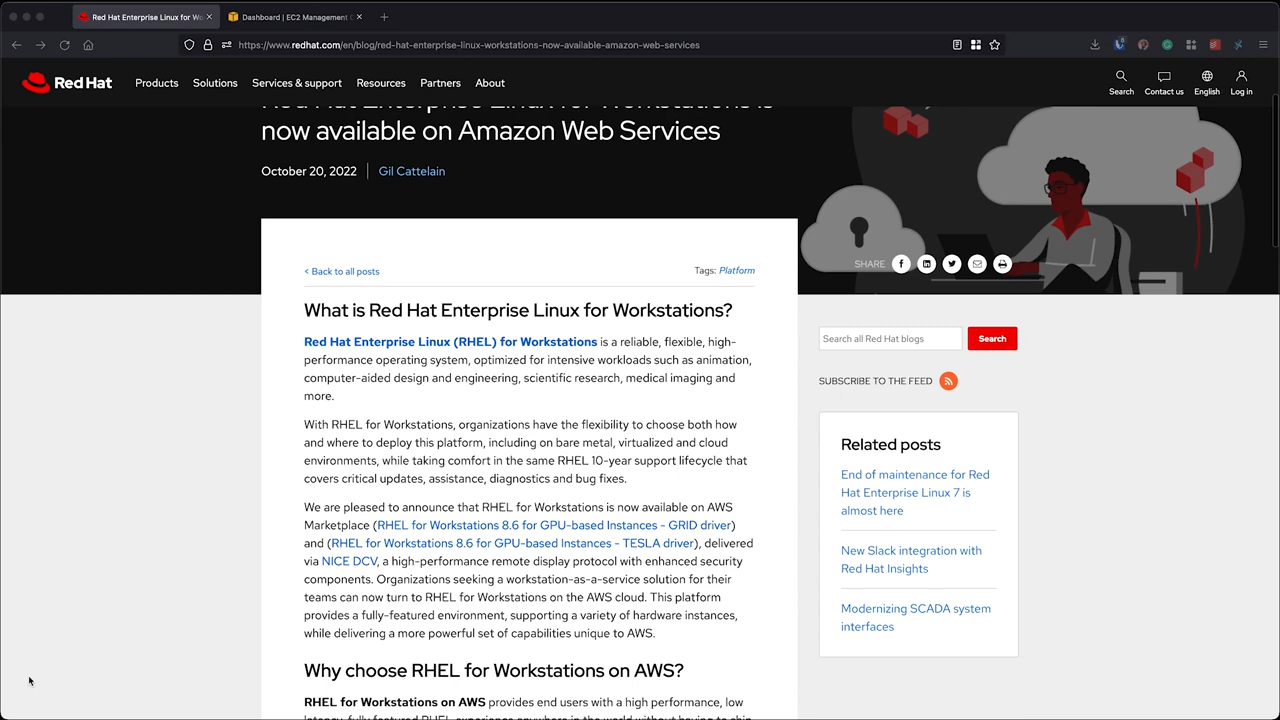 Red Hat Enterprise Linux for Wo
Dashboard | EC2 Management
https://www.redhat.com/en/blog/red-hat-enterprise-linux-workstations-now-available-amazon-web-services
Red Hat
Products
Solutions
Services & support
Resources
Partners
About
Search
Contact us
English
Log in
Red Hat Enterprise Linux for Workstations is
now available on Amazon Web Services
October 20, 2022
Gil Cattelain
SHARE
< Back to all posts
Tags: Platform
What is Red Hat Enterprise Linux for Workstations?
Red Hat Enterprise Linux (RHEL) for Workstations is a reliable, flexible, high-
performance operating system, optimized for intensive workloads such as animation,
computer-aided design and engineering, scientific research, medical imaging and
more.
With RHEL for Workstations, organizations have the flexibility to choose both how
and where to deploy this platform, including on bare metal, virtualized and cloud
environments, while taking comfort in the same RHEL 10-year support lifecycle that
covers critical updates, assistance, diagnostics and bug fixes.
We are pleased to announce that RHEL for Workstations is now available on AWS
Marketplace (RHEL for Workstations 8.6 for GPU-based Instances - GRID driver)
and (RHEL for Workstations 8.6 for GPU-based Instances - TESLA driver), delivered
via NICE DCV, a high-performance remote display protocol with enhanced security
components. Organizations seeking a workstation-as-a-service solution for their
teams can now turn to RHEL for Workstations on the AWS cloud. This platform
provides a fully-featured environment, supporting a variety of hardware instances,
while delivering a more powerful set of capabilities unique to AWS.
Why choose RHEL for Workstations on AWS?
RHEL for Workstations on AWS provides end users with a high performance, low
latency, fully featured RHEL experience anywhere in the world without having to ship
Search all Red Hat blogs
Search
SUBSCRIBE TO THE FEED
Related posts
End of maintenance for Red
Hat Enterprise Linux 7 is
almost here
New Slack integration with
Red Hat Insights
Modernizing SCADA system
interfaces